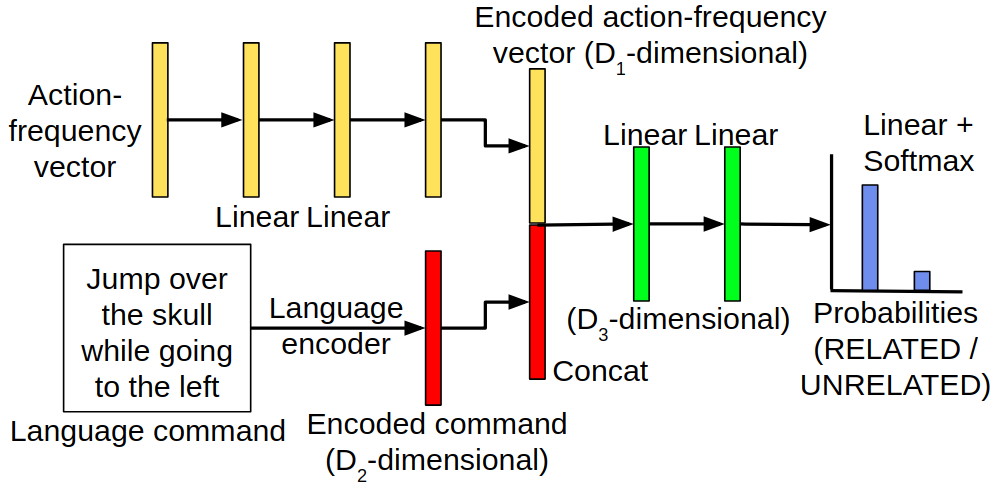 Encoded action-frequency
vector (D1-dimensional)
Action-
frequency
vector
Linear Linear
Linear Linear
Linear +
Softmax
Jump over
the skull
while going
to the left
Language command
Language
encoder
Encoded command
(D2-dimensional)
Concat
(D3-dimensional)
Probabilities
(RELATED /
UNRELATED)